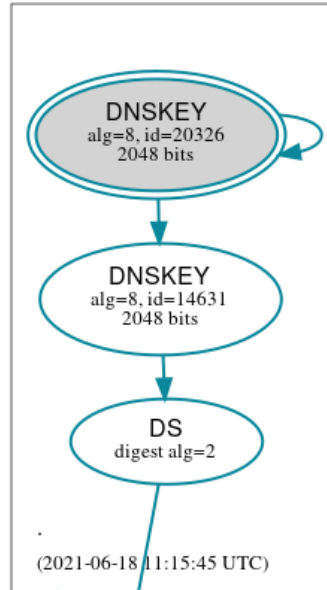 DNSKEY
alg=8, id=20326
2048 bits
DNSKEY
alg=8, id=14631
2048 bits
DS
digest alg=2
.
(2021-06-18 11:15:45 UTC)